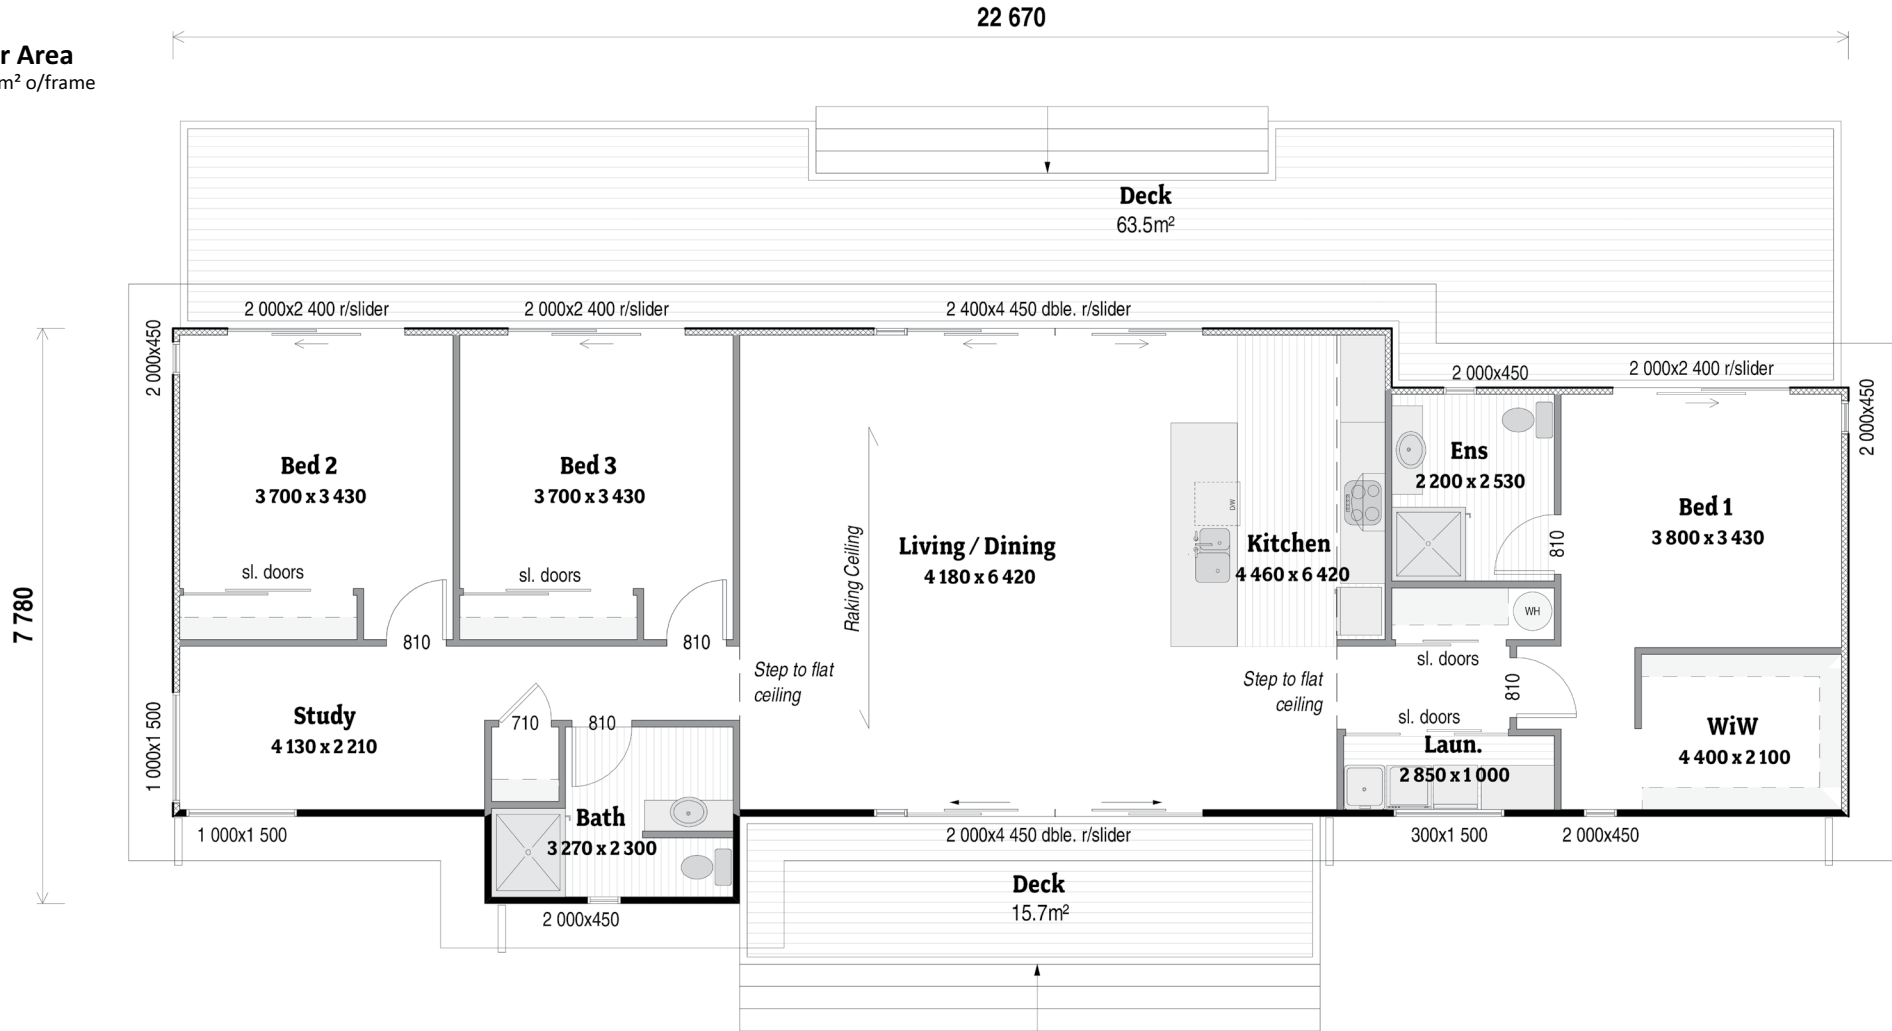 22 670
r Area
m² o/frame
Deck
63.5m²
2 000x2 400 r/slider
2 000x2 400 r/slider
2 400x4 450 dble. r/slider
2 000x450
2 000x450
2 000x2 400 r/slider
2 000x450
Bed 2
3 700 x 3 430
Bed 3
3 700 x 3 430
Ens
2 200 x 2 530
Bed 1
3 800 x 3 430
DW
Raking Ceiling
Living / Dining
4 180 x 6 420
Kitchen
4 460 x 6 420
810
sl. doors
sl. doors
7 780
WH
810
810
Step to flat
ceiling
Step to flat
ceiling
sl. doors
810
Study
4 130 x 2 210
710
810
sl. doors
Laun.
2 850 x 1 000
WiW
4 400 x 2 100
1 000x1 500
Bath
3 270 x 2 300
1 000x1 500
2 000x4 450 dble. r/slider
300x1 500
2 000x450
Deck
15.7m²
2 000x450